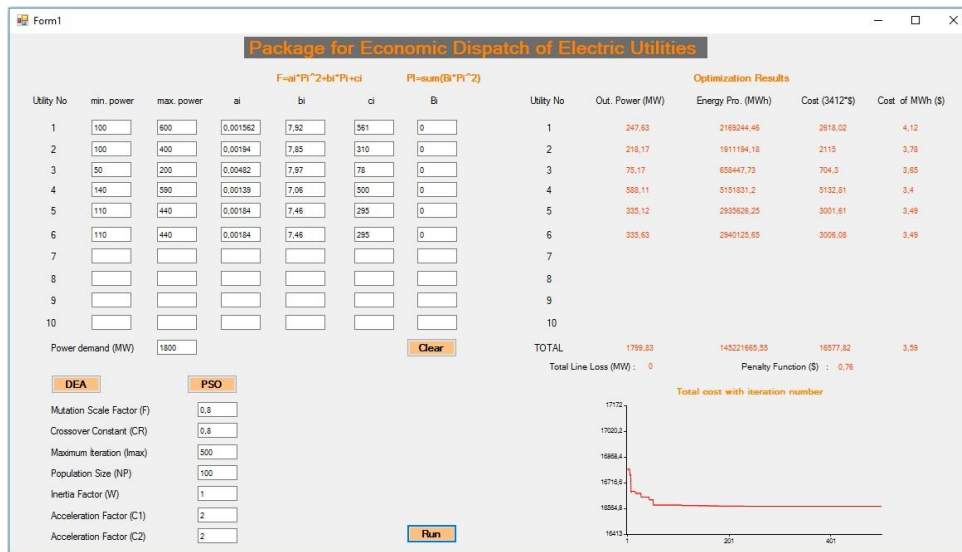 Form1
Package for Economic Dispatch of Electric Utilities
F=ai*Pi^2+bi*Pi+ci Pl=sum(Bi*Pi^2) Optimization Results
Utility No min. power max. power ai bi ci Bi Utility No Out. Power (MW) Energy Pro. (MWh) Cost (3412*$) Cost of MWh ($)
1 100 600 0,001562 7,92 561 0 1 247,63 2169244,46 2618,02 4,12
2 100 400 0,00194 7,85 310 0 2 218,17 1911194,18 2115 3,78
3 50 200 0,00482 7,97 78 0 3 75,17 658447,73 704,3 3,65
4 140 590 0,00139 7,06 500 0 4 588,11 5151831,2 5132,81 3,4
5 110 440 0,00184 7,46 295 0 5 335,12 2935626,25 3001,61 3,49
6 110 440 0,00184 7,46 295 0 6 335,63 2940125,65 3006,08 3,49
7 7
8 8
9 9
10 10
Power demand (MW) 1800 Clear TOTAL 1799,83 145221665,55 16577,82 3,59
Total Line Loss (MW) : 0 Penalty Function ($) : 0,76
DEA PSO
Total cost with iteration number
Mutation Scale Factor (F) 0,8
Crossover Constant (CR) 0,8
Maximum Iteration (Imax) 500
Population Size (NP) 100
Inertia Factor (W) 1
Acceleration Factor (C1) 2
Acceleration Factor (C2) 2
Run
17172
17020,2
16868,4
16716,6
16564,8
16413
1 201 401